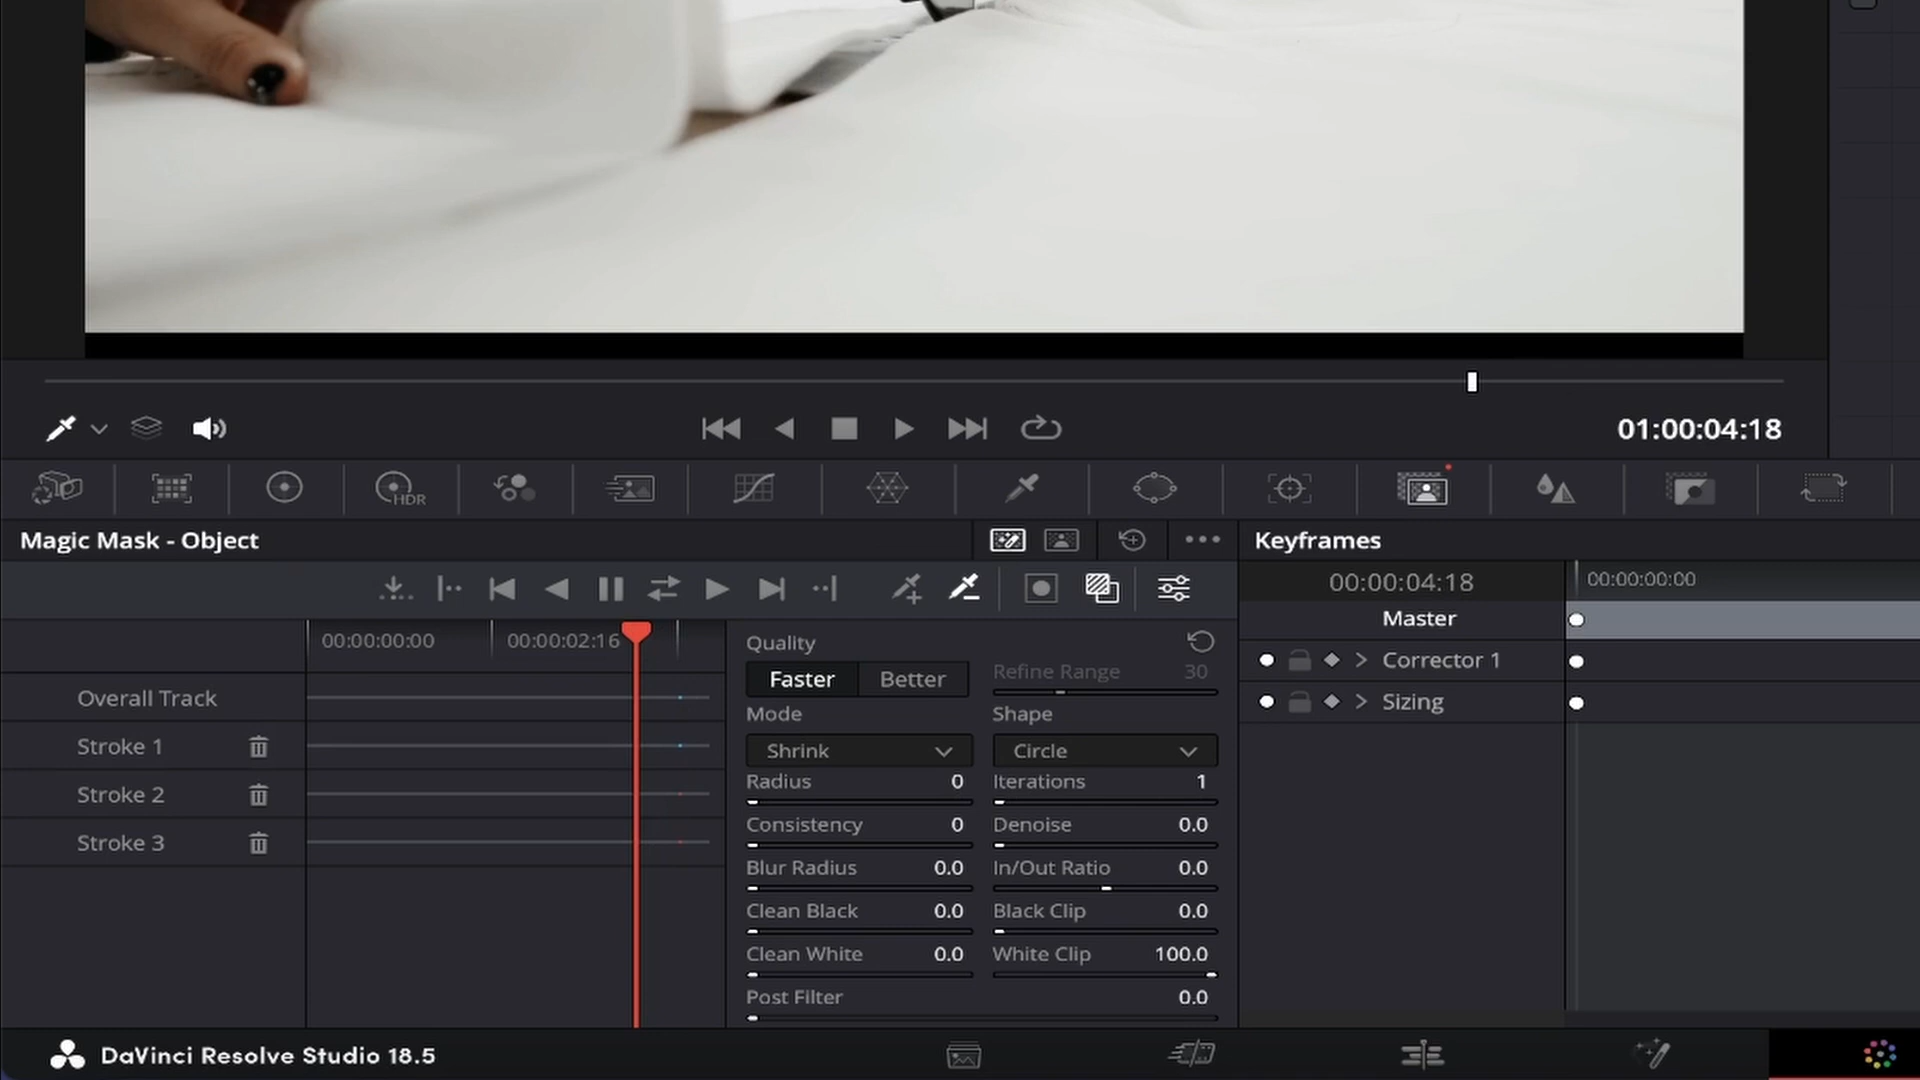 01:00:04:18
HDR
Magic Mask - Object
Keyframes
00:00:00:00
00:00:02:16
Overall Track
Stroke 1
Stroke 2
Stroke 3
Quality
Faster
Better
Refine Range
30
Mode
Shape
Shrink
Circle
Radius
0
Iterations
1
Consistency
0
Denoise
0.0
Blur Radius
0.0
In/Out Ratio
0.0
Clean Black
0.0
Black Clip
0.0
Clean White
0.0
White Clip
100.0
Post Filter
0.0
00:00:04:18
00:00:00:00
Master
Corrector 1
Sizing
DaVinci Resolve Studio 18.5